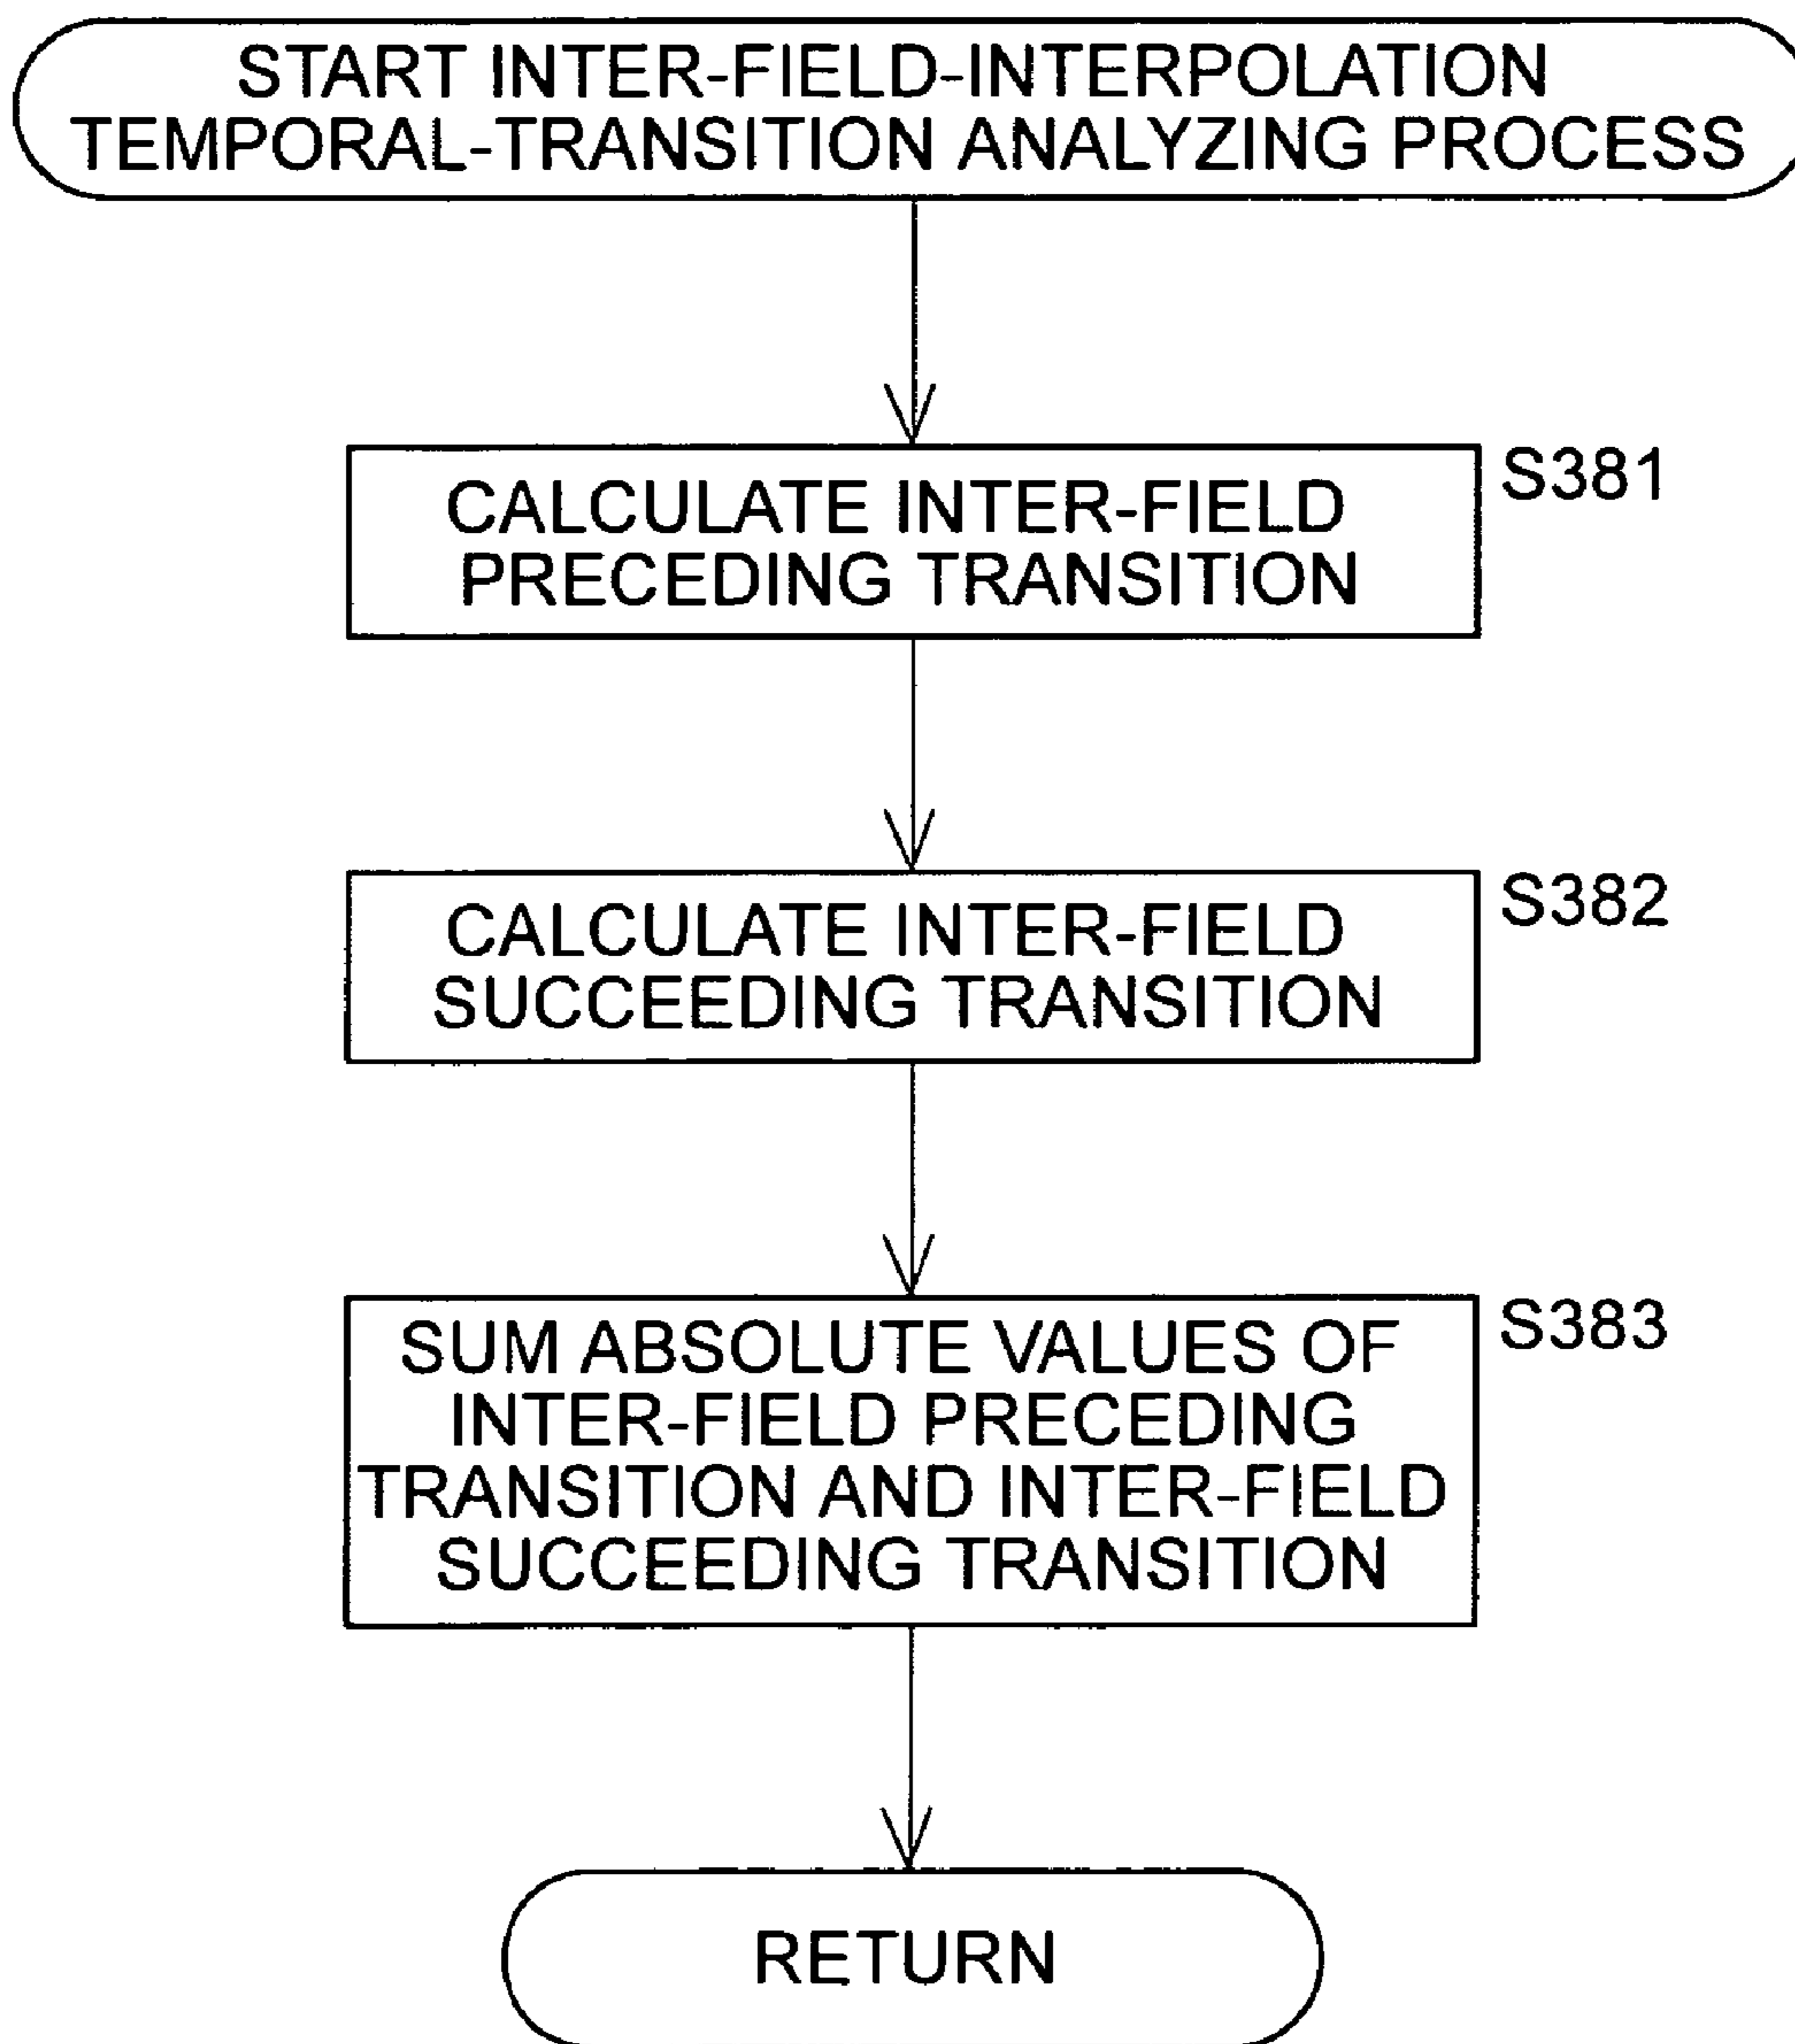 START INTER-FIELD-INTERPOLATION
TEMPORAL-TRANSITION ANALYZING PROCESS
CALCULATE INTER-FIELD
PRECEDING TRANSITION
S381
CALCULATE INTER-FIELD
SUCCEEDING TRANSITION
S382
SUM ABSOLUTE VALUES OF
INTER-FIELD PRECEDING
TRANSITION AND INTER-FIELD
SUCCEEDING TRANSITION
S383
RETURN